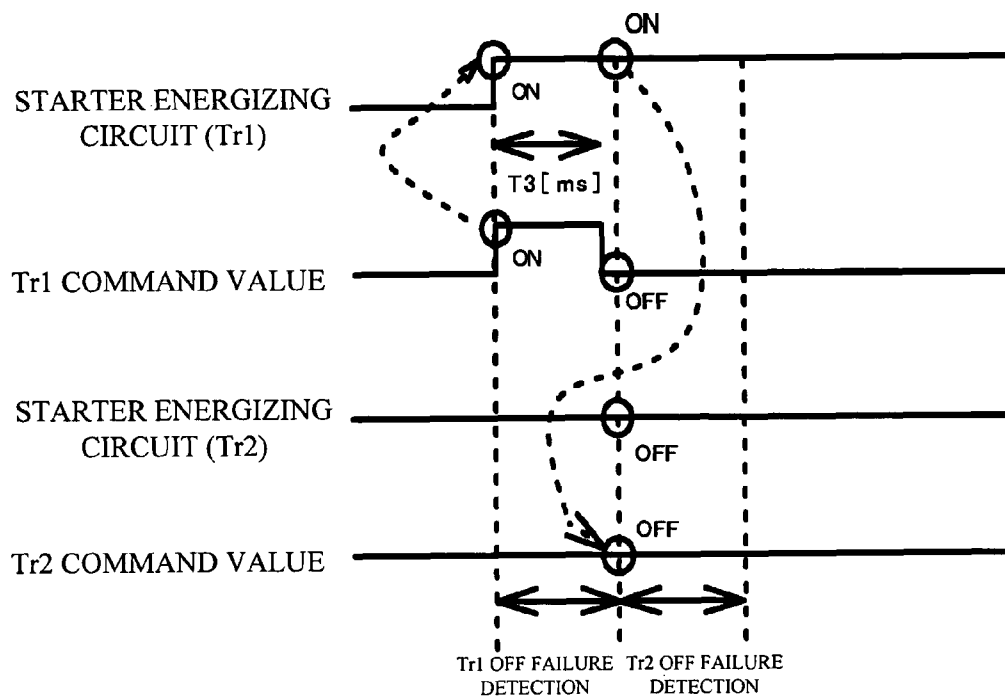 ON
STARTER ENERGIZING
CIRCUIT (Tr1)
ON
T3[ms]
Tr1 COMMAND VALUE
ON
OFF
STARTER ENERGIZING
CIRCUIT (Tr2)
OFF
OFF
Tr2 COMMAND VALUE
Tr1 OFF FAILURE
DETECTION
Tr2 OFF FAILURE
DETECTION